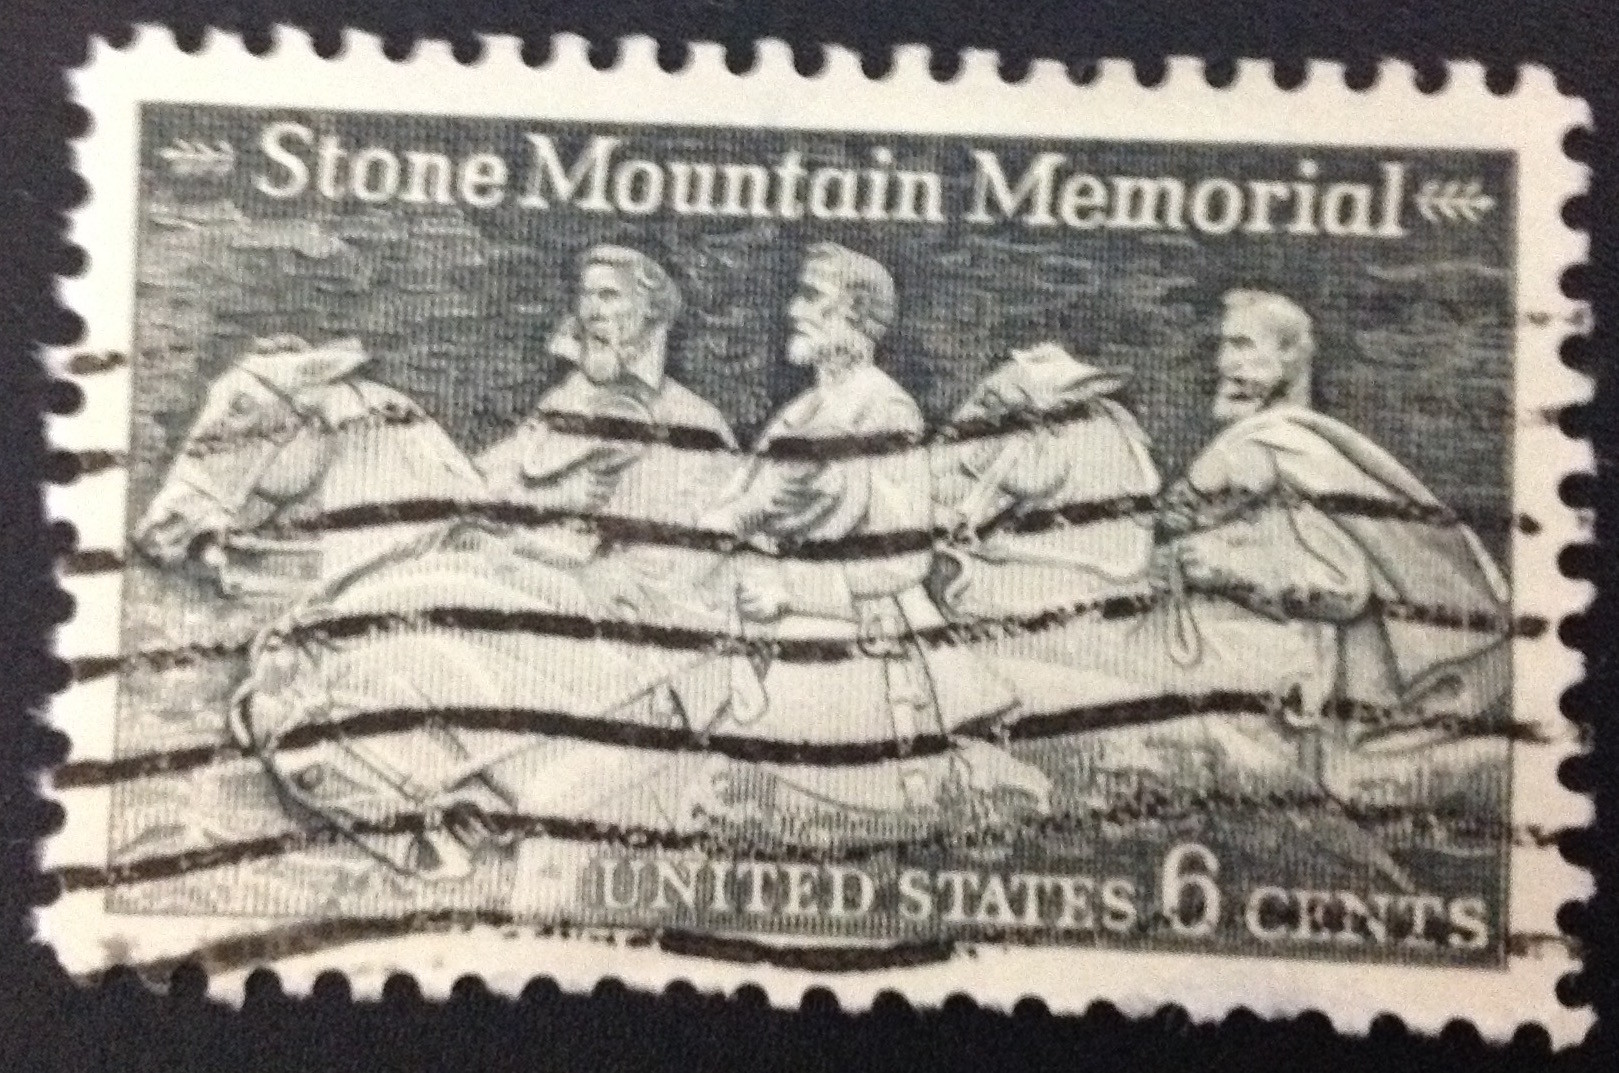 Stone Mountain Memorial
UNITED STATES 6 CENTS